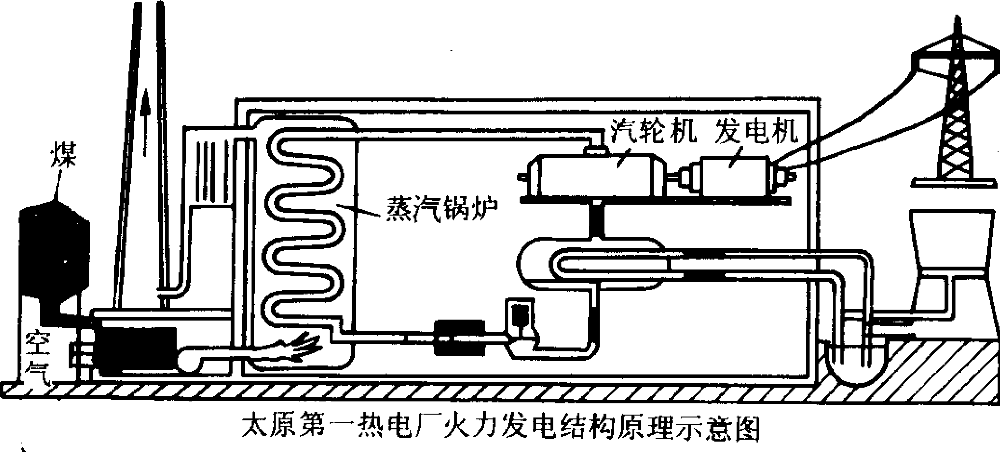 汽轮机
发电机
煤
蒸汽锅炉
空
气
太原第一热电厂火力发电结构原理示意图